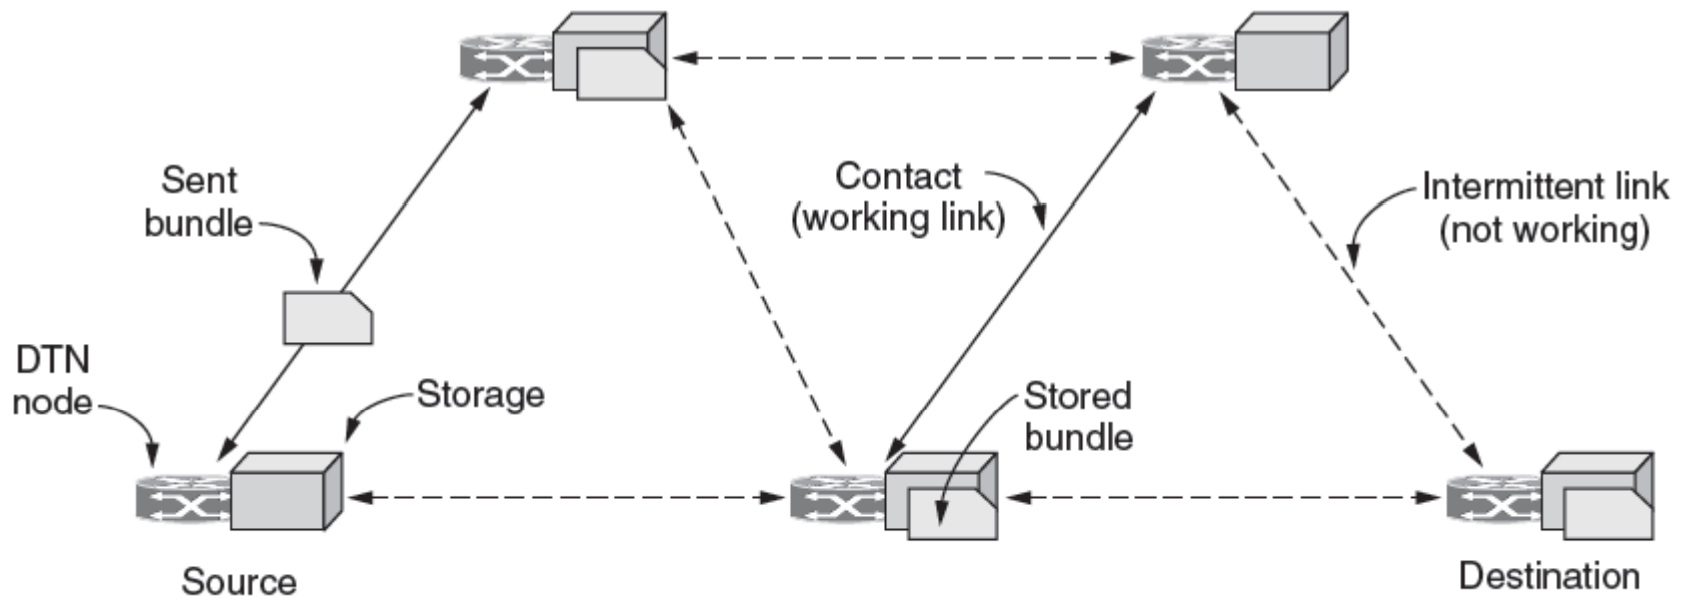 Sent
bundle
Contact
(working link)
Intermittent link
(not working)
DTN
node
Storage
Stored
bundle
Source
Destination